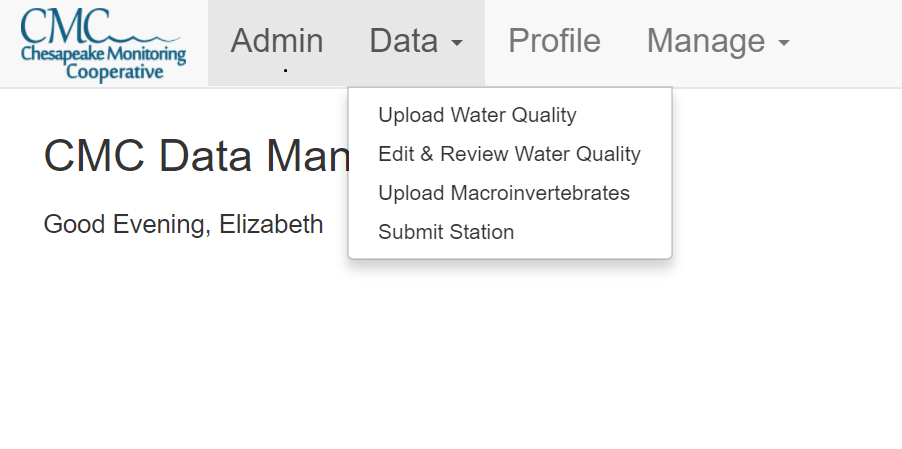 CMC
Chesapeake Monitoring
Cooperative
Admin Data Profile Manage
Upload Water Quality
Edit & Review Water Quality
Upload Macroinvertebrates
Submit Station
CMC Data Man
Good Evening, Elizabeth